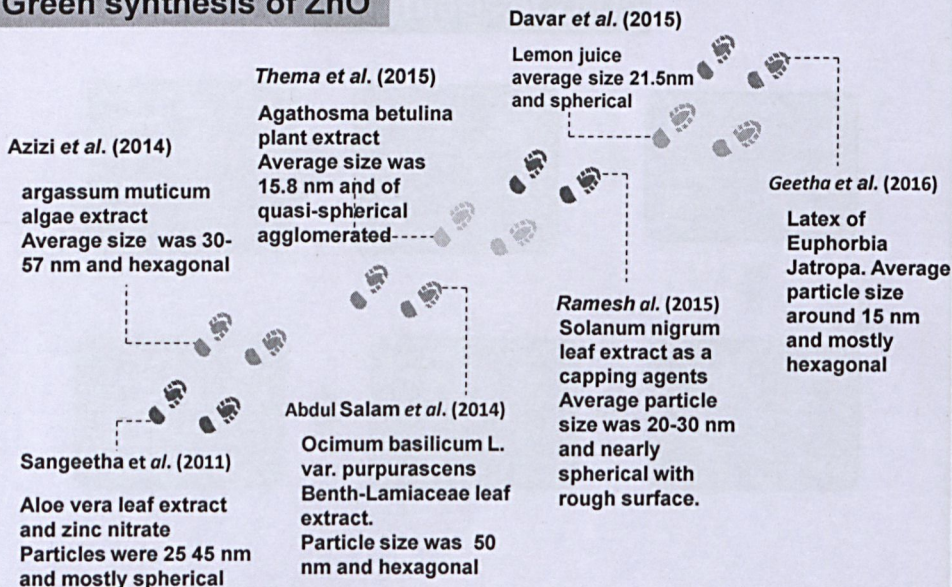 Green synthesis of ZnO
Davar et al. (2015)
Lemon juice
average size 21.5nm
and spherical
Thema et al. (2015)
Agathosma betulina
plant extract
Average size was
15.8 nm and of
quasi-spherical
agglomerated
Azizi et al. (2014)
argassum muticum
algae extract
Average size was 30-
57 nm and hexagonal
Geetha et al. (2016)
Latex of
Euphorbia
Jatropa. Average
particle size
around 15 nm
and mostly
hexagonal
Ramesh al. (2015)
Solanum nigrum
leaf extract as a
capping agents
Average particle
size was 20-30 nm
and nearly
spherical with
rough surface.
Abdul Salam et al. (2014)
Ocimum basilicum L.
var. purpurascens
Benth-Lamiaceae leaf
extract.
Particle size was 50
nm and hexagonal
Sangeetha et al. (2011)
Aloe vera leaf extract
and zinc nitrate
Particles were 25 45 nm
and mostly spherical